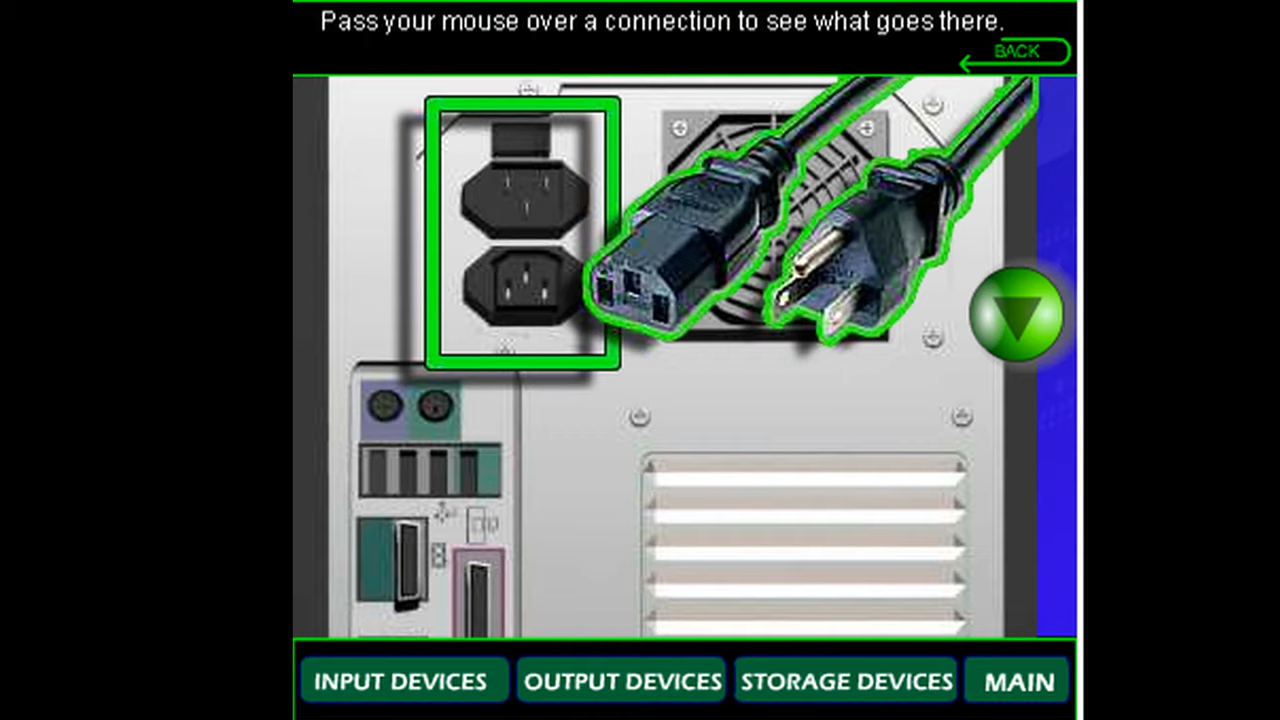 Pass your mouse over a connection to see what goes there.
BACK
INPUT DEVICES
OUTPUT DEVICES
STORAGE DEVICES
MAIN